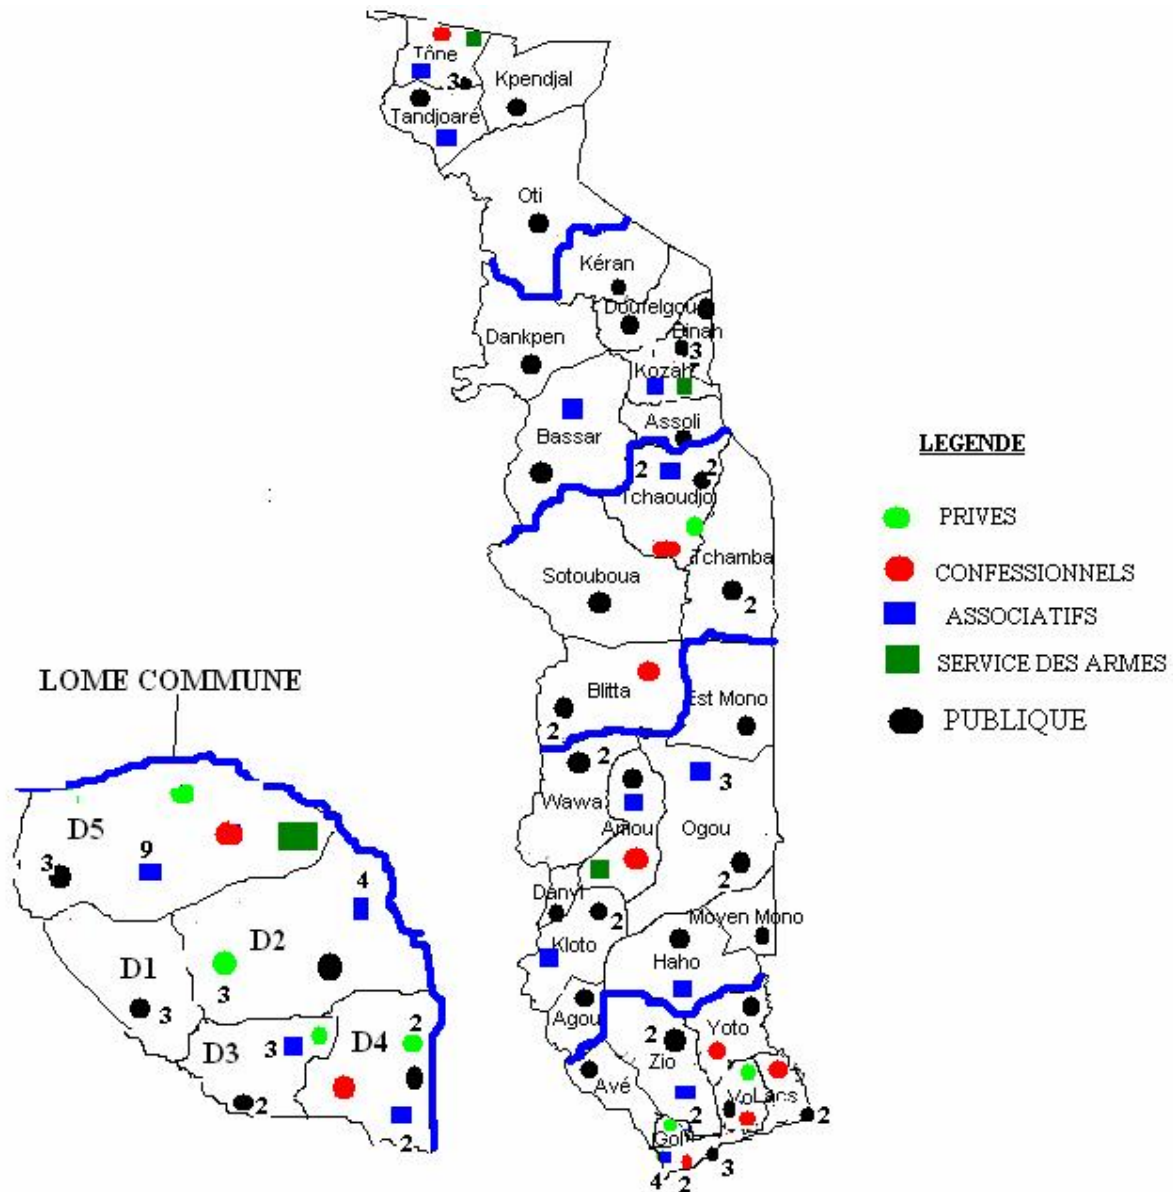 Tône
3
Kpendjal
Tandjoaré
Oti
Kéran
Doufelgou
Binah
Dankpen
3
Kozah
Assoli
Bassar
2
2
Tchaoudjo
Tchamba
Sotouboua
2
Blitta
Est Mono
2
2
3
Wawa
Amou
Ogou
2
Danyi
2
Moyen Mono
Kloto
Haho
Agou
2
Yoto
Zio
Avé
Vo
Lacs
2
2
Golf
3
4
2
LEGENDE
PRIVES
CONFESSIONNELS
ASSOCIATIFS
SERVICE DES ARMES
PUBLIQUE
LOME COMMUNE
D5
9
3
4
D2
D1
3
3
2
D3
3
D4
2
2